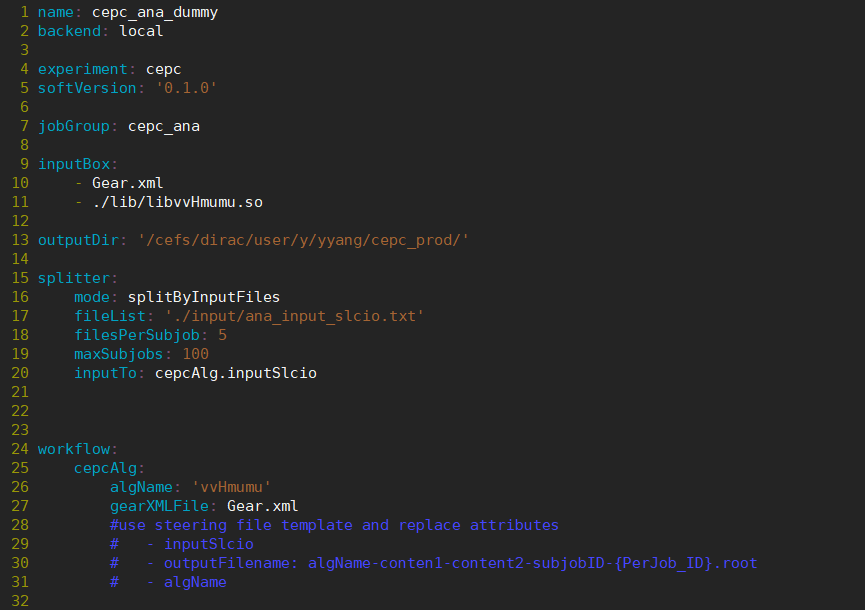 1 name: cepc_ana_dummy
2 backend: local
3
4 experiment: cepc
5 softVersion: '0.1.0'
6
7 jobGroup: cepc_ana
8
9 inputBox:
10     - Gear.xml
11     - ./lib/libvvHmumu.so
12
13 outputDir: '/cefs/dirac/user/y/yyang/cepc_prod/'
14
15 splitter:
16     mode: splitByInputFiles
17     fileList: './input/ana_input_slcio.txt'
18     filesPerSubjob: 5
19     maxSubjobs: 100
20     inputTo: cepcAlg.inputSlcio
21
22
23
24 workflow:
25     cepcAlg:
26         algName: 'vvHmumu'
27         gearXMLFile: Gear.xml
28         #use steering file template and replace attributes
29         #   - inputSlcio
30         #   - outputFilename: algName-conten1-content2-subjobID-{PerJob_ID}.root
31         #   - algName
32